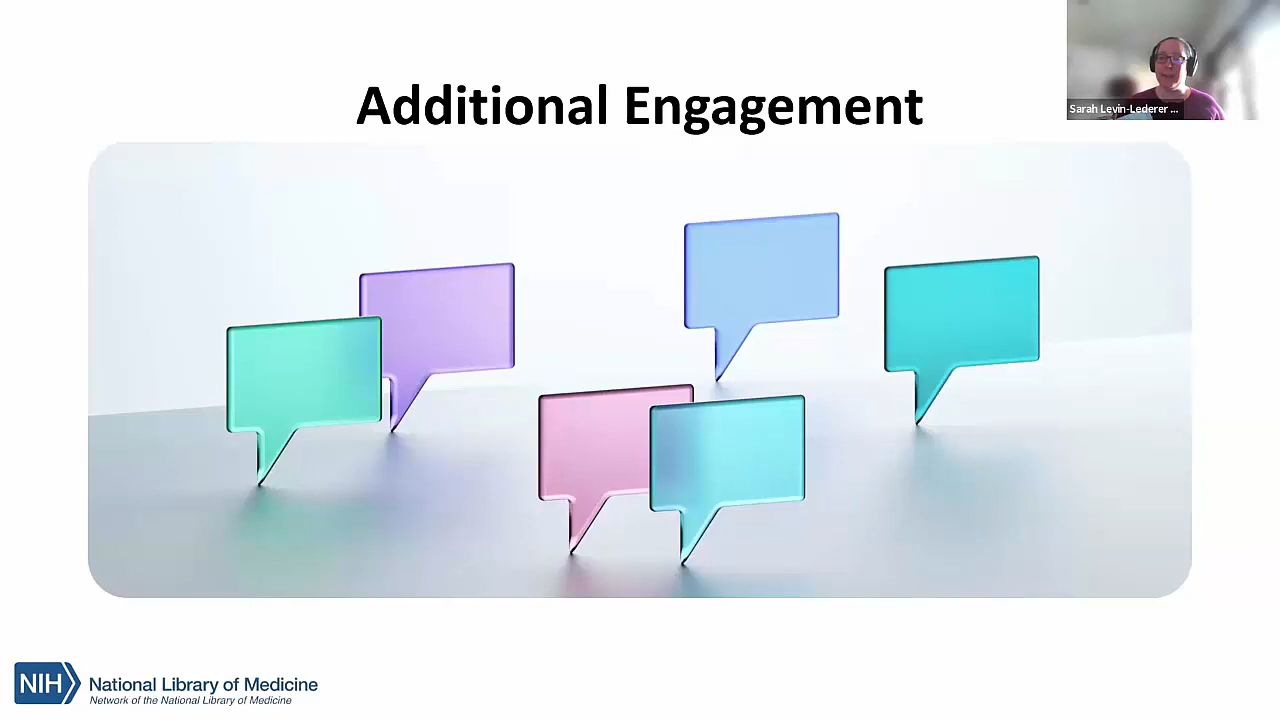 Additional Engagement
Sarah Levin-Lederer ...
NIH
National Library of Medicine
Network of the National Library of Medicine